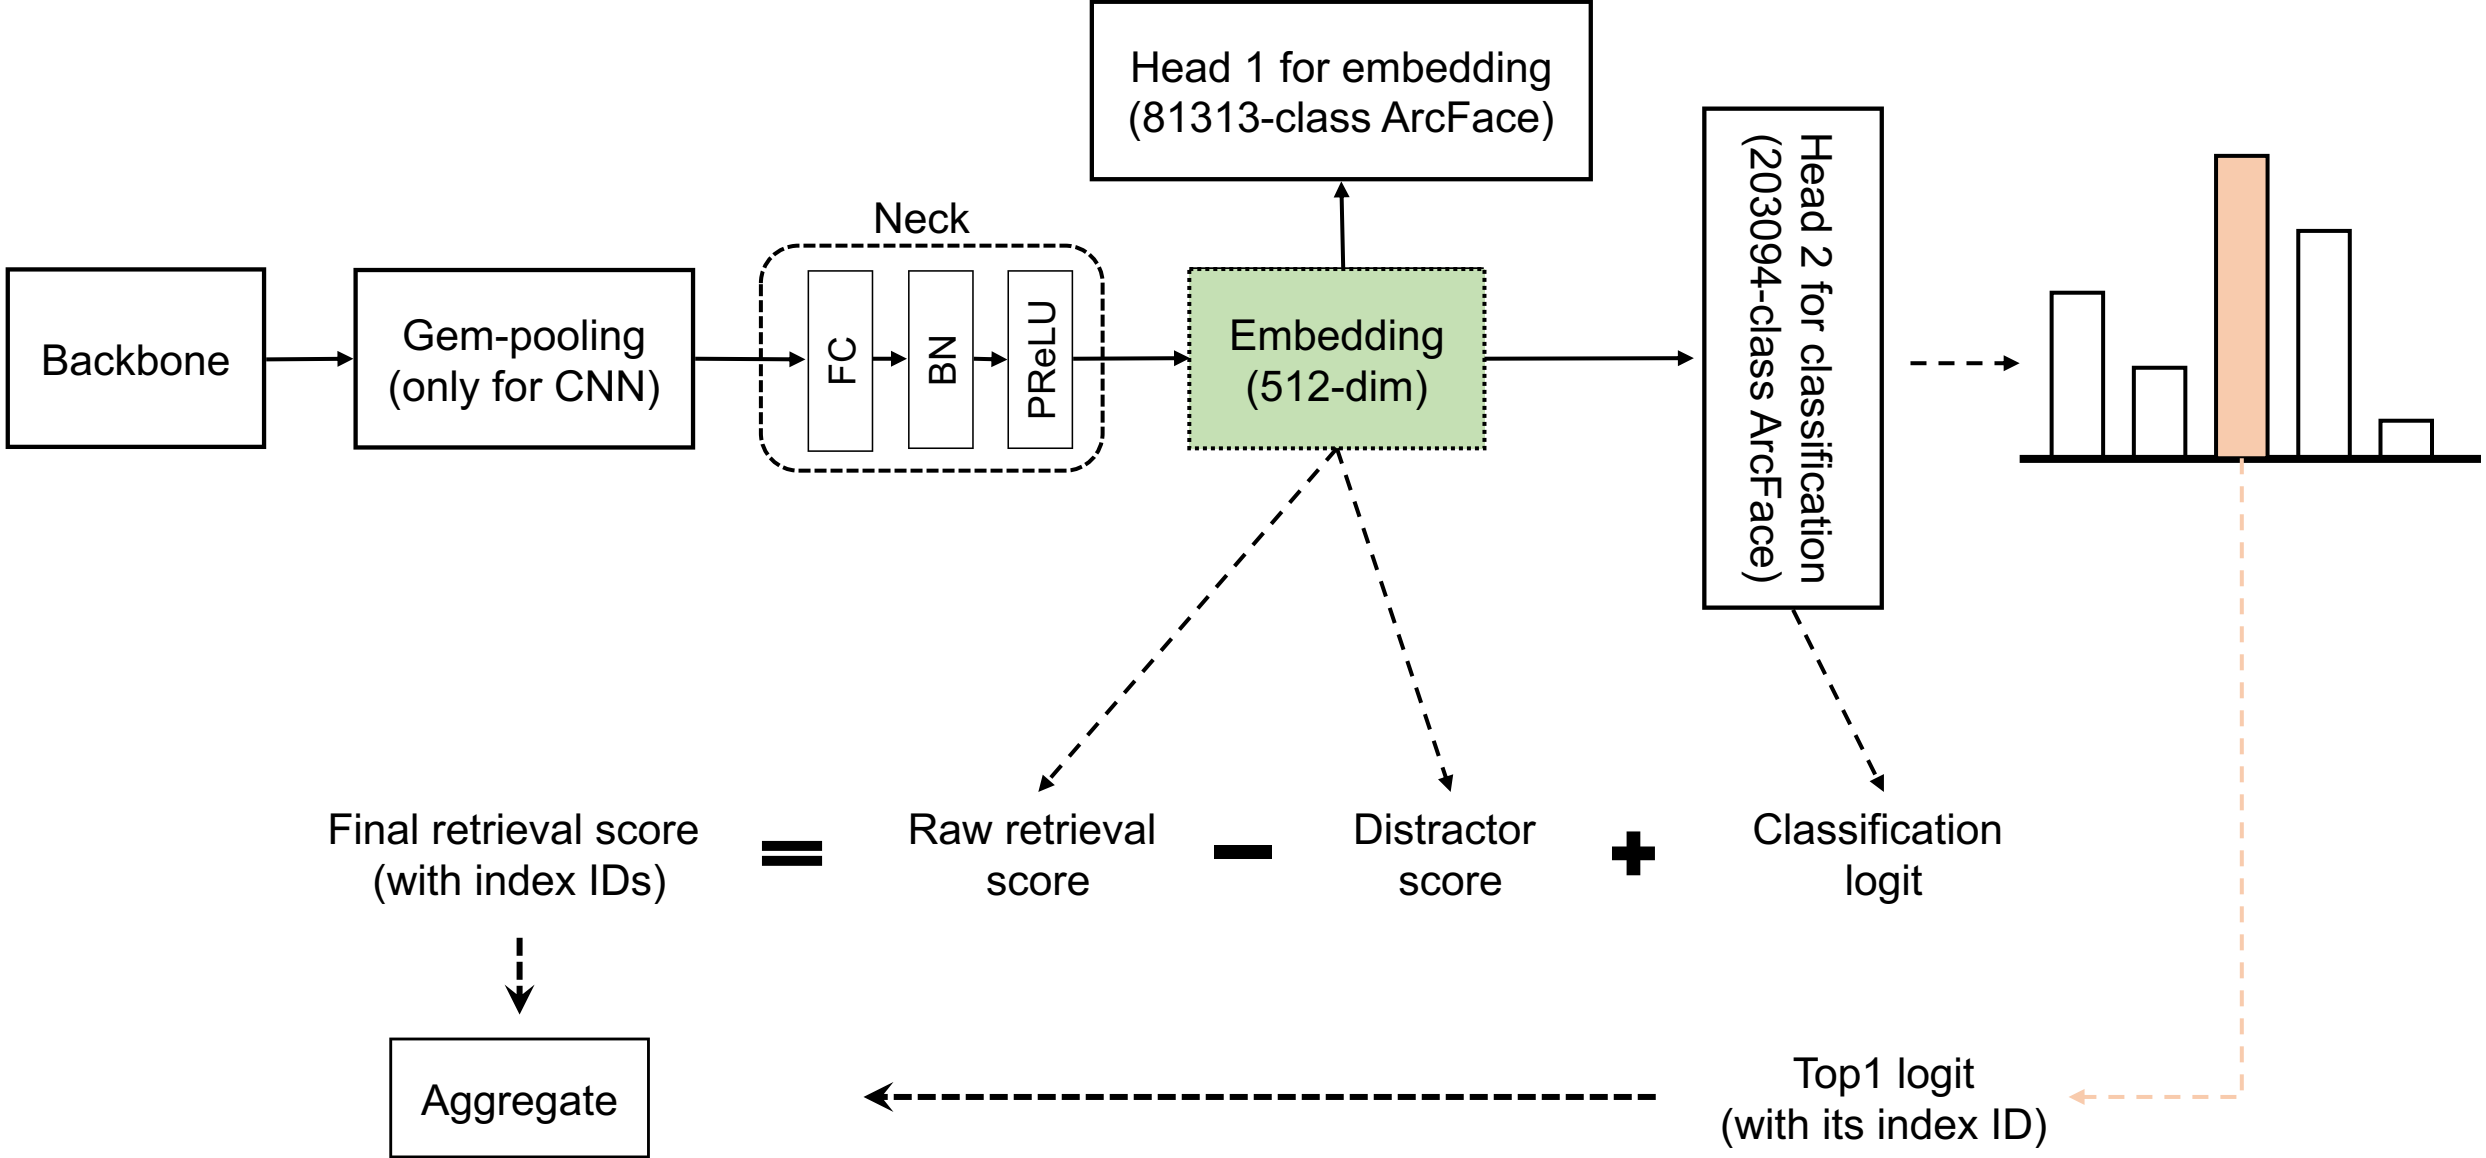 Head 1 for embedding
(81313-class ArcFace)
Head 2 for classification
(203094-class ArcFace)
Neck
Backbone
Gem-pooling
(only for CNN)
FC
BN
PReLU
Embedding
(512-dim)
Final retrieval score
(with index IDs)
=
Raw retrieval
score
−
Distractor
score
+
Classification
logit
Aggregate
Top1 logit
(with its index ID)